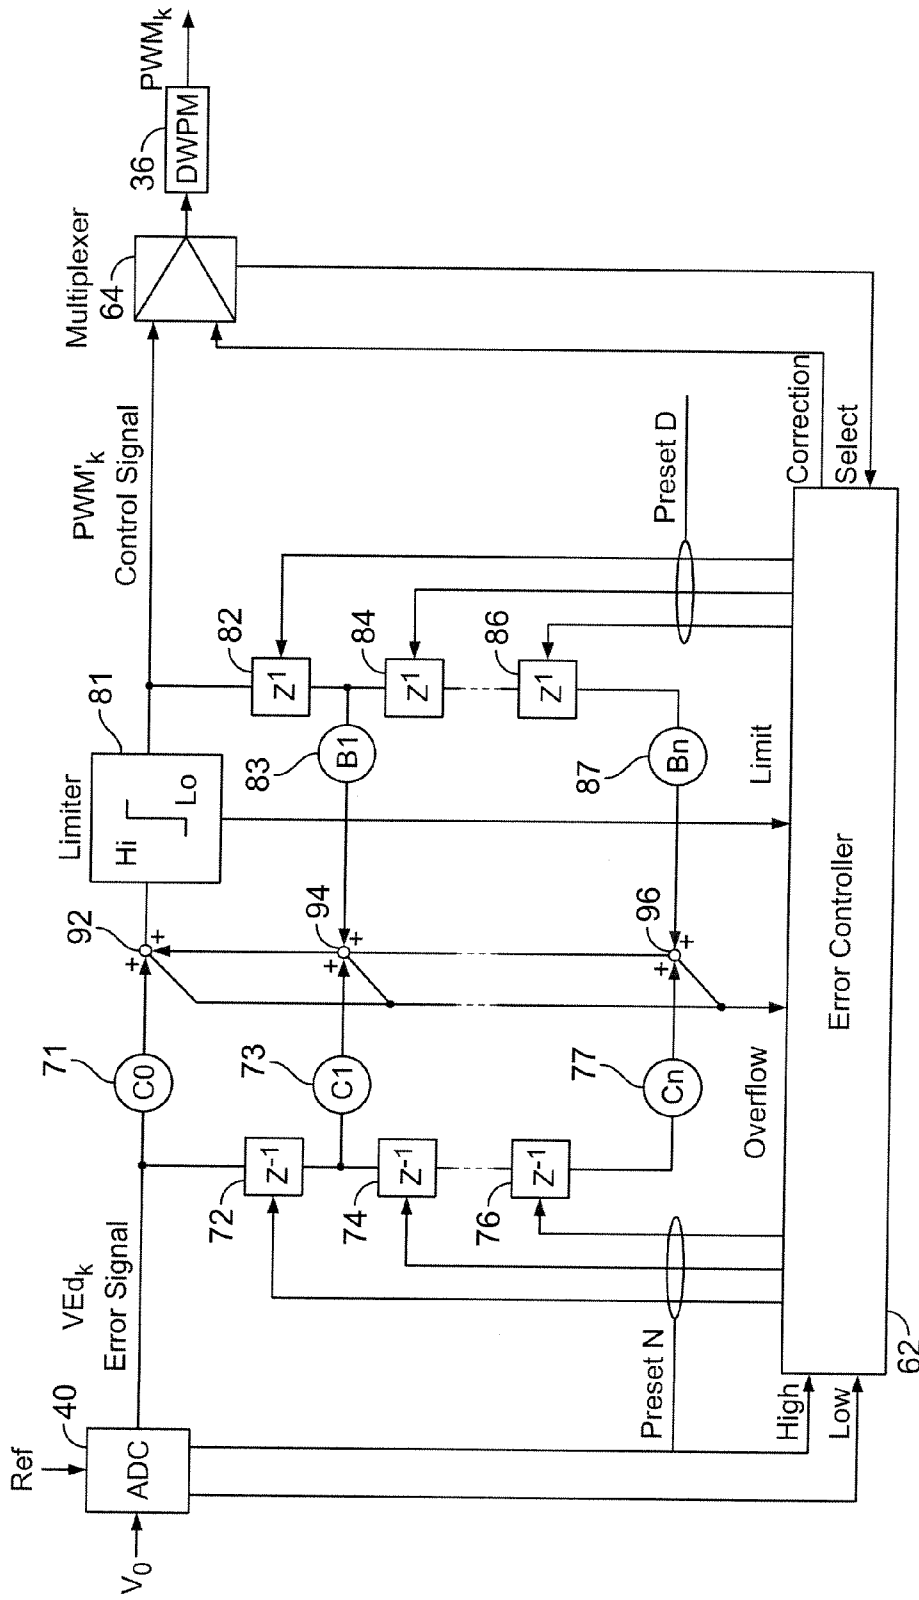 Ref
V0
ADC
40
VEdk
Error Signal
C0
71
92
+
+
Limiter
Hi
Lo
81
PWM'k
Control Signal
Multiplexer
64
36
DWPM
PWMk
72
Z-1
C1
73
94
+
+
B1
83
82
Z1
74
Z-1
84
Z1
76
Z-1
Cn
77
96
+
+
Bn
87
86
Z1
Preset N
Preset D
High
Low
Overflow
Limit
Correction
Select
Error Controller
62